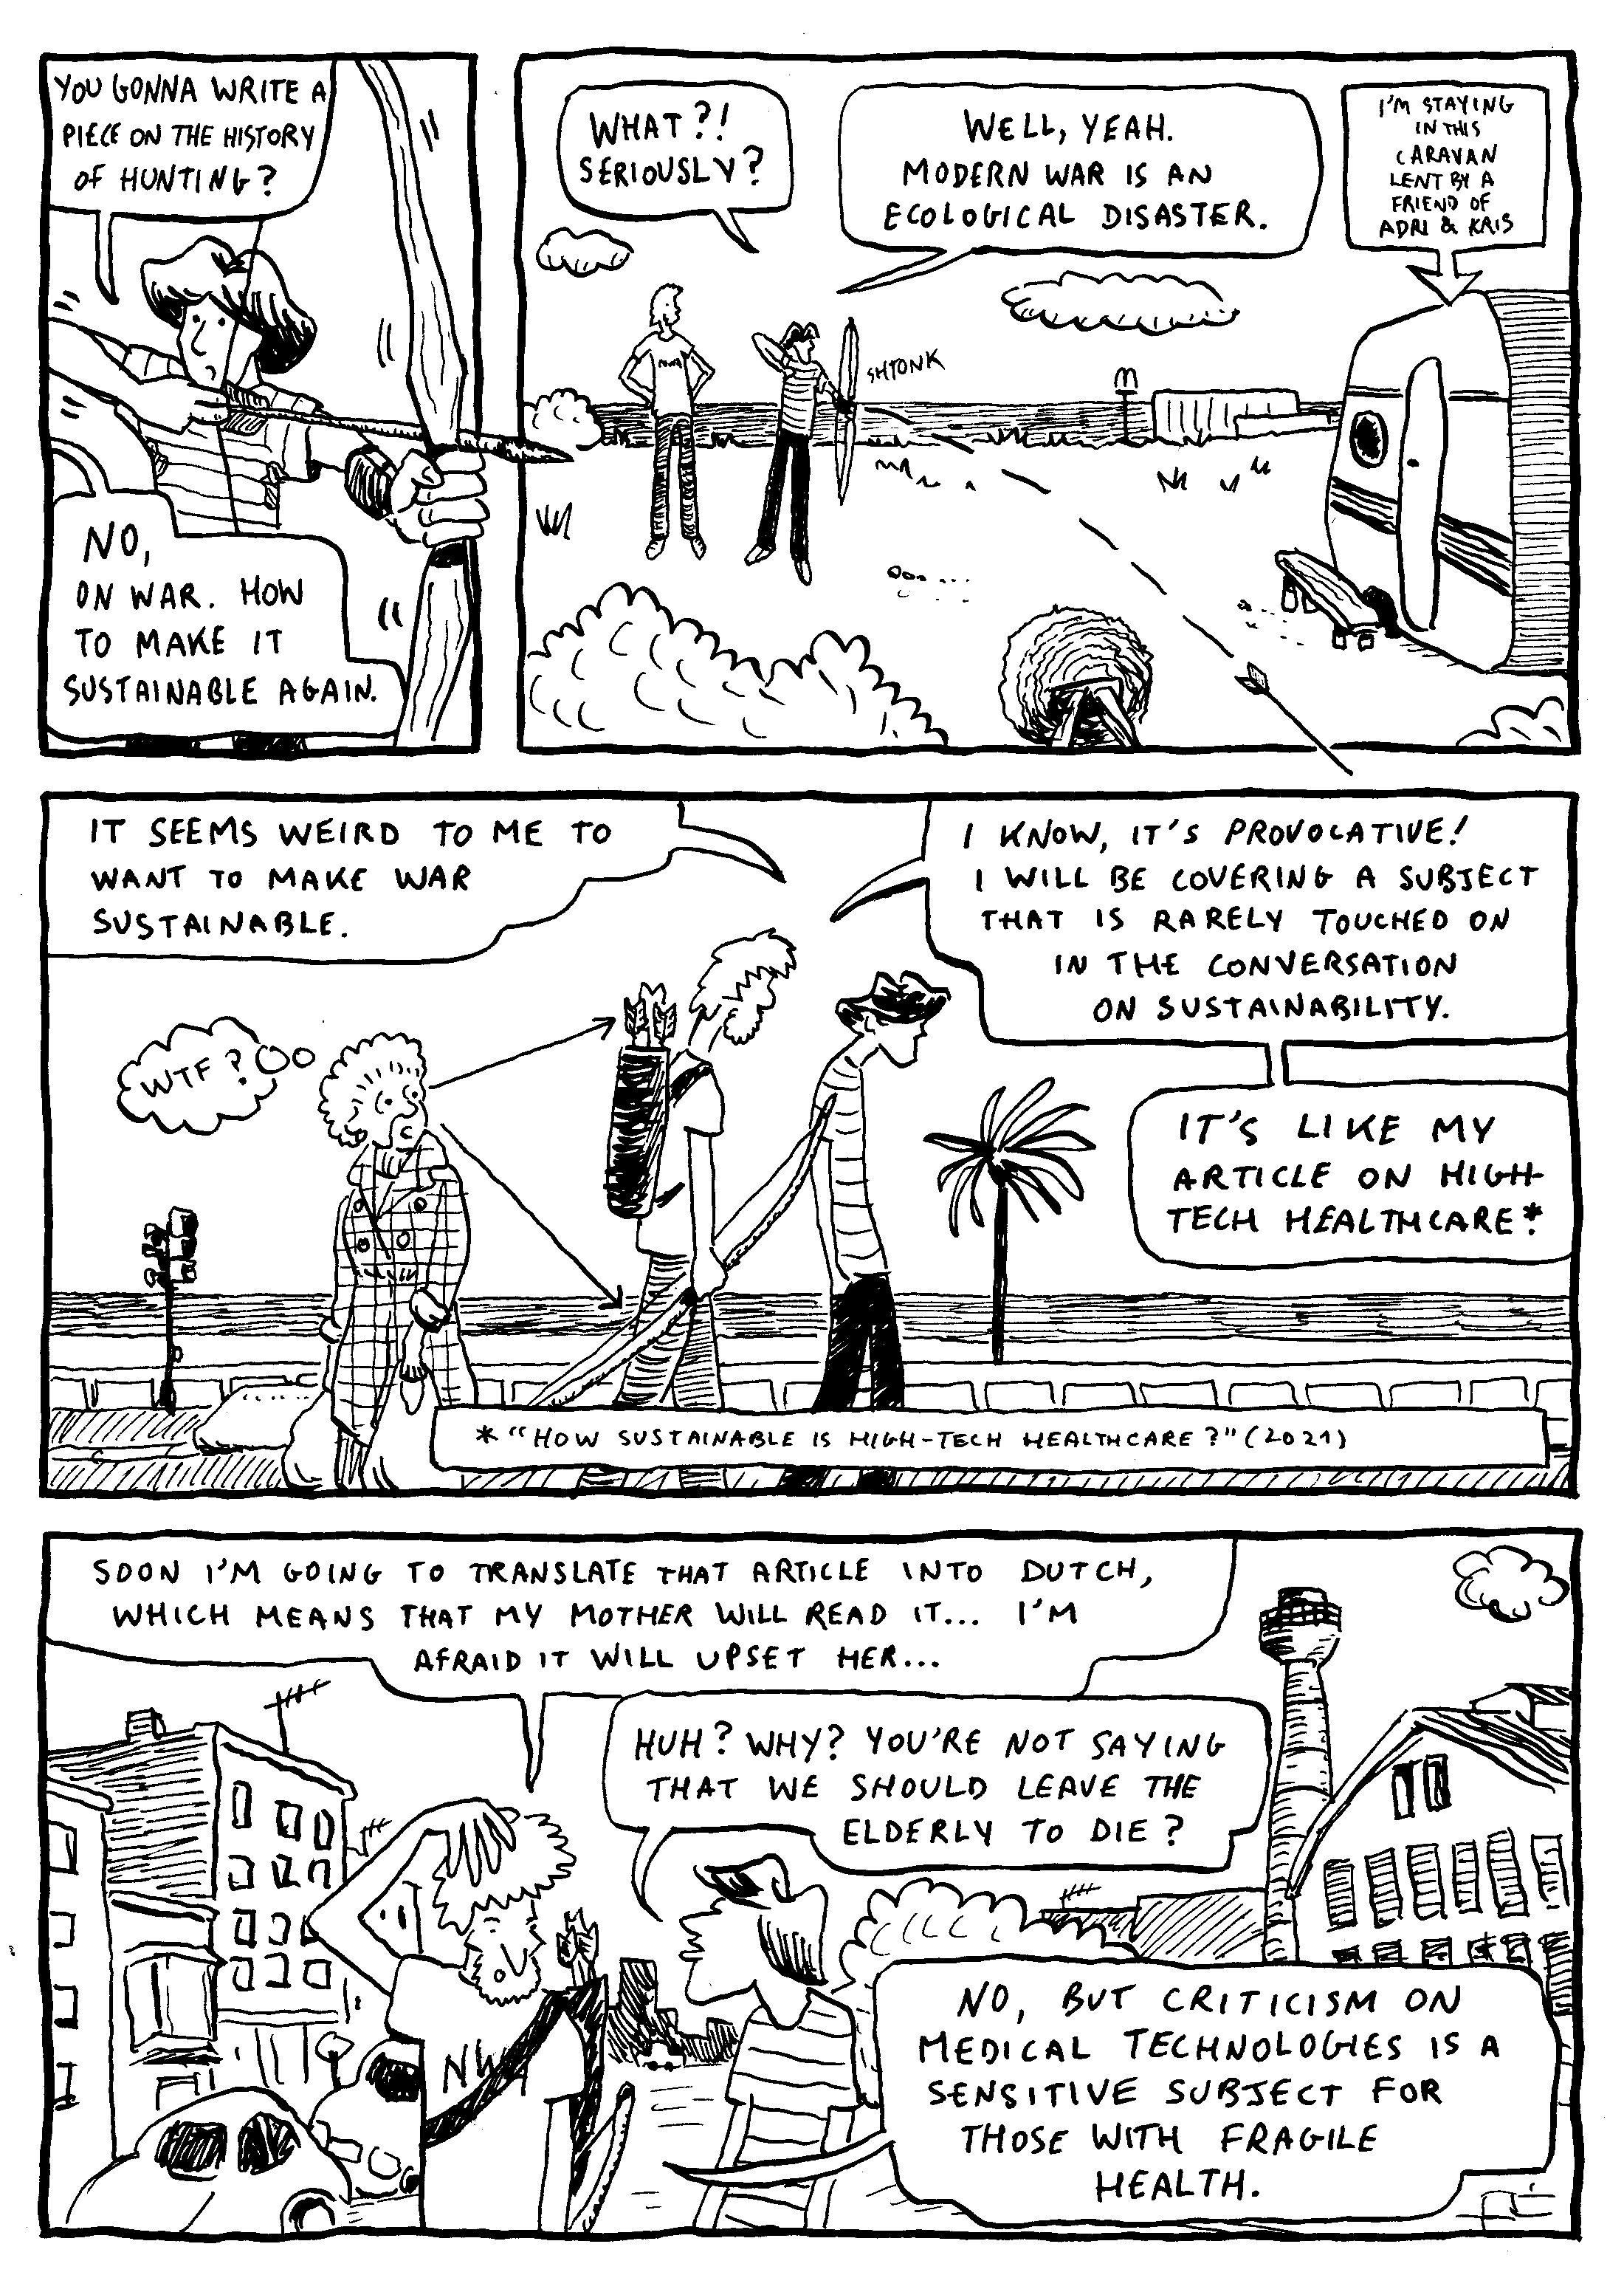 YOU GONNA WRITE A
PIECE ON THE HISTORY
OF HUNTING?
NO,
ON WAR. HOW
TO MAKE IT
SUSTAINABLE AGAIN.
WHAT?!
SERIOUSLY?
WELL, YEAH.
MODERN WAR IS AN
ECOLOGICAL DISASTER.
I'M STAYING
IN THIS
CARAVAN
LENT BY A
FRIEND OF
ADRI & KRIS
SHTONK
IT SEEMS WEIRD TO ME TO
WANT TO MAKE WAR
SUSTAINABLE.
I KNOW, IT'S PROVOCATIVE!
I WILL BE COVERING A SUBJECT
THAT IS RARELY TOUCHED ON
IN THE CONVERSATION
ON SUSTAINABILITY.
WTF?
IT'S LIKE MY
ARTICLE ON HIGH-
TECH HEALTHCARE*
* "HOW SUSTAINABLE IS HIGH-TECH HEALTHCARE?" (2021)
SOON I'M GOING TO TRANSLATE THAT ARTICLE INTO DUTCH,
WHICH MEANS THAT MY MOTHER WILL READ IT... I'M
AFRAID IT WILL UPSET HER...
HUH? WHY? YOU'RE NOT SAYING
THAT WE SHOULD LEAVE THE
ELDERLY TO DIE?
NO, BUT CRITICISM ON
MEDICAL TECHNOLOGIES IS A
SENSITIVE SUBJECT FOR
THOSE WITH FRAGILE
HEALTH.